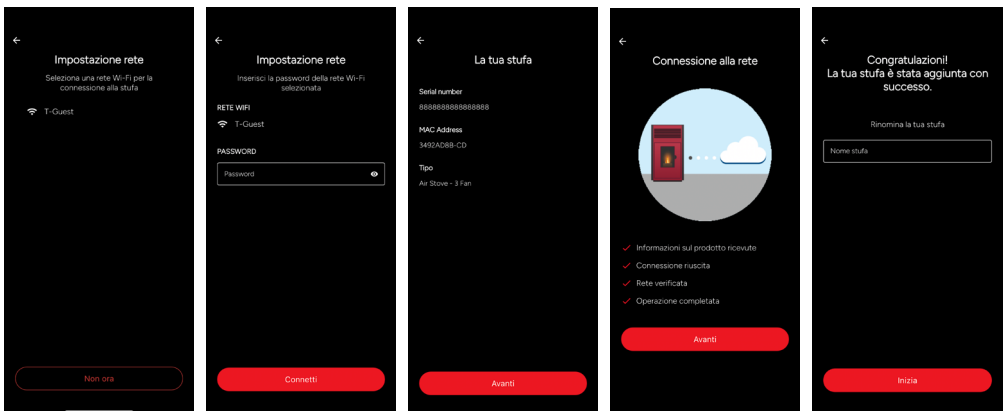 Impostazione rete
Seleziona una rete Wi-Fi per la
connessione alla stufa
T-Guest
Non ora
Impostazione rete
Inserisci la password della rete Wi-Fi
selezionata
RETE WIFI
T-Guest
PASSWORD
Password
Connetti
La tua stufa
Serial number
8888888888888888
MAC Address
3492AD8B-CD
Tipo
Air Stove - 3 Fan
Avanti
Connessione alla rete
Informazioni sul prodotto ricevute
Connessione riuscita
Rete verificata
Operazione completata
Avanti
Congratulazioni!
La tua stufa è stata aggiunta con
successo.
Rinomina la tua stufa
Nome stufa
Inizia